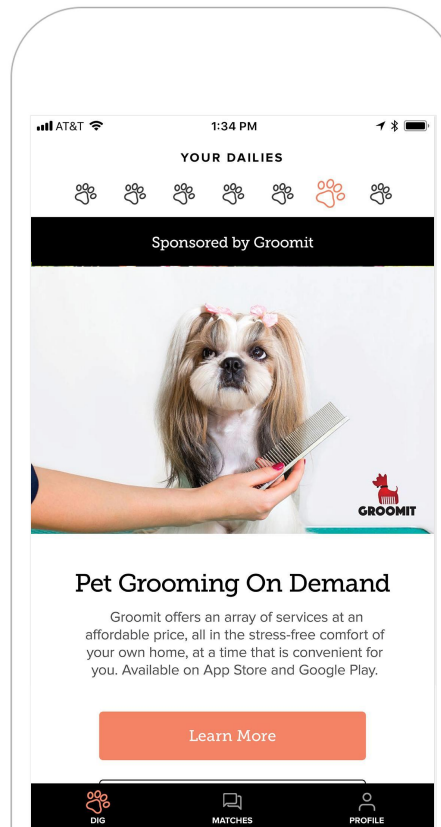 AT&T
1:34 PM
YOUR DAILIES
Sponsored by Groomit
GROOMIT
Pet Grooming On Demand
Groomit offers an array of services at an
affordable price, all in the stress-free comfort of
your own home, at a time that is convenient for
you. Available on App Store and Google Play.
Learn More
DIG
MATCHES
PROFILE